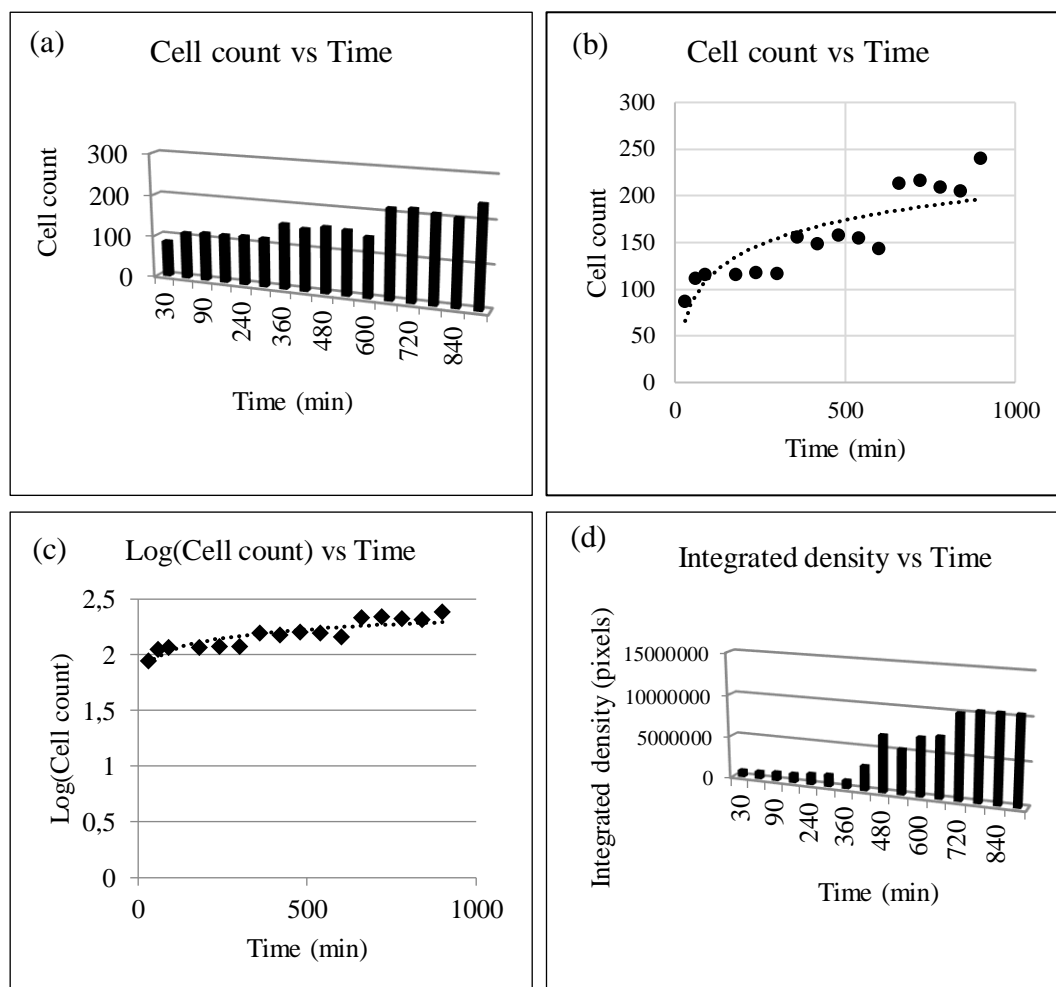 (a)
Cell count vs Time
300
200
100
0
Cell count
30
90
240
360
480
600
720
840
Time (min)
(b)
Cell count vs Time
300
250
200
150
100
50
0
Cell count
0 500 1000
Time (min)
(c)
Log(Cell count) vs Time
2,5
2
1,5
1
0,5
0
Log(Cell count)
0 500 1000
Time (min)
(d)
Integrated density vs Time
15000000
10000000
5000000
0
Integrated density (pixels)
30
90
240
360
480
600
720
840
Time (min)